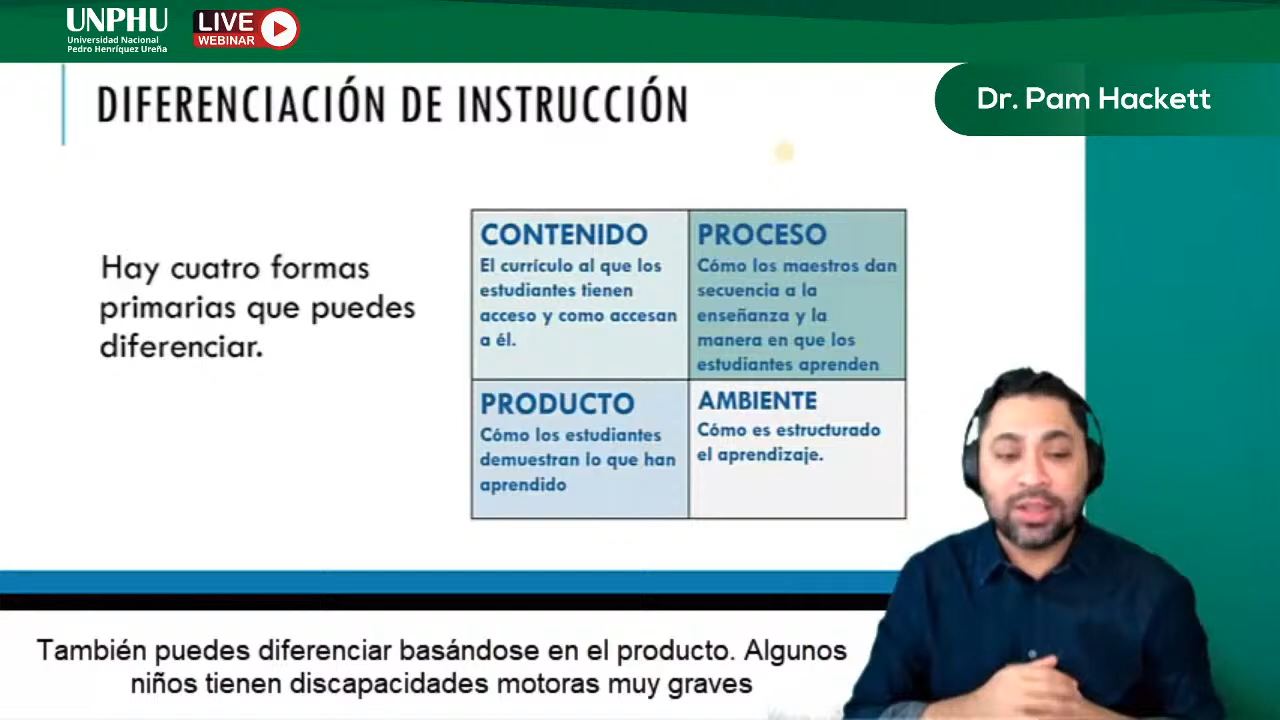 UNPHU
Universidad Nacional
Pedro Henríquez Ureña
LIVE
WEBINAR
Dr. Pam Hackett
DIFERENCIACIÓN DE INSTRUCCIÓN
Hay cuatro formas
primarias que puedes
diferenciar.
CONTENIDO
El currículo al que los
estudiantes tienen
acceso y como accesan
a él.
PROCESO
Cómo los maestros dan
secuencia a la
enseñanza y la
manera en que los
estudiantes aprenden
PRODUCTO
Cómo los estudiantes
demuestran lo que han
aprendido
AMBIENTE
Cómo es estructurado
el aprendizaje.
También puedes diferenciar basándose en el producto. Algunos
niños tienen discapacidades motoras muy graves